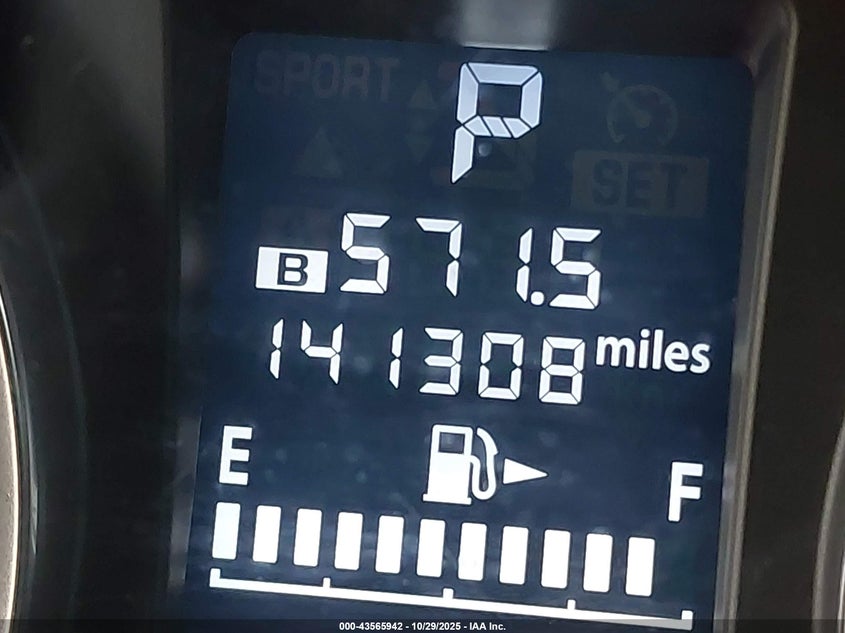 SPORT
P
SET
B 571.5
141308 miles
E F
000-43565942 - 10/29/2025 - IAA Inc.